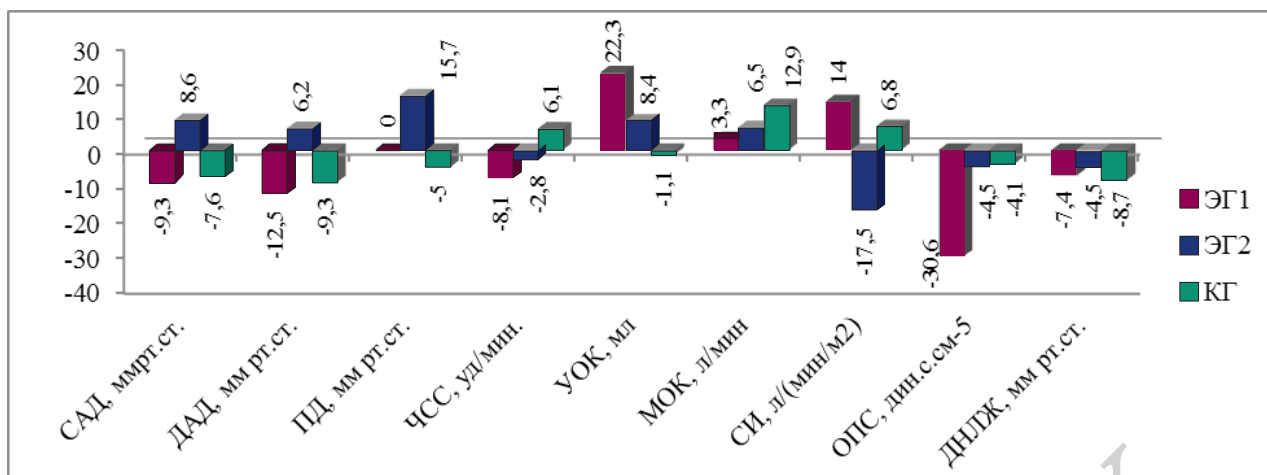 30
20
10
0
-10
-20
-30
-40
-9,3
8,6
-7,6
-12,5
6,2
-9,3
0
15,7
-5
-8,1
-2,8
6,1
22,3
8,4
-1,1
3,3
6,5
12,9
14
-17,5
6,8
-30,6
-4,5
-4,1
-7,4
-4,5
-8,7
САД, ммрт.ст.
ДАД, мм рт.ст.
ПД, мм рт.ст.
ЧСС, уд/мин.
УОК, мл
МОК, л/мин
СИ, л/(мин/м2)
ОПС, дин.с.см-5
ДНЛЖ, мм рт.ст.
ЭГ1
ЭГ2
КГ